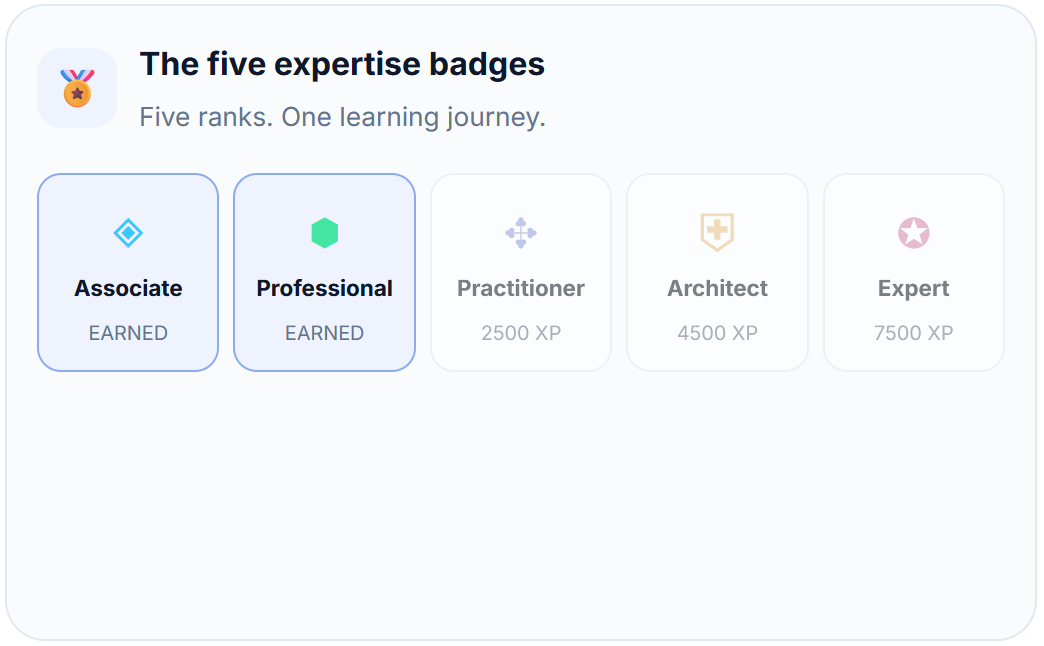 The five expertise badges
Five ranks. One learning journey.
Associate
EARNED
Professional
EARNED
Practitioner
2500 XP
Architect
4500 XP
Expert
7500 XP